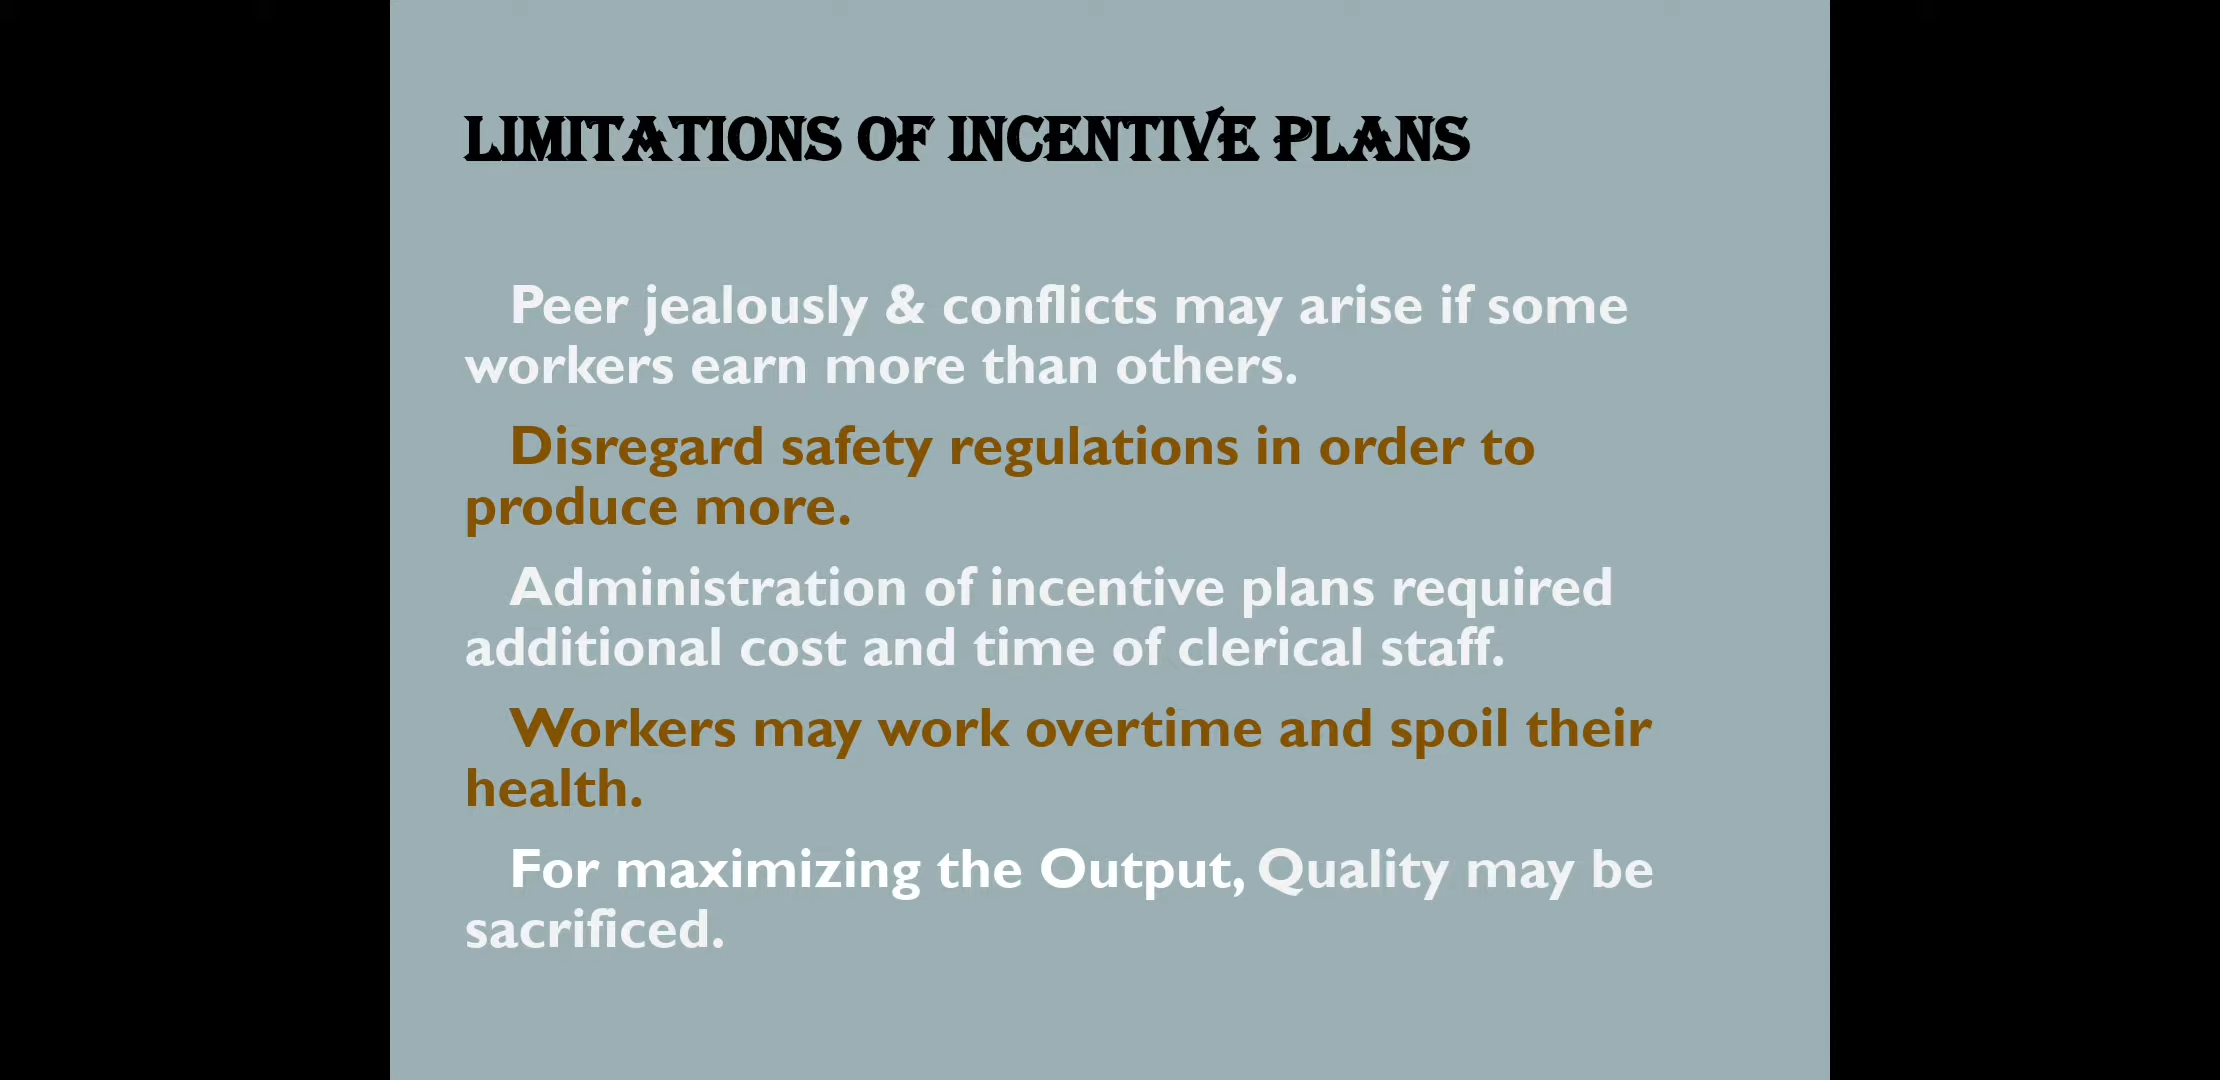 LIMITATIONS OF INCENTIVE PLANS
Peer jealously & conflicts may arise if some
workers earn more than others.
Disregard safety regulations in order to
produce more.
Administration of incentive plans required
additional cost and time of clerical staff.
Workers may work overtime and spoil their
health.
For maximizing the Output, Quality may be
sacrificed.